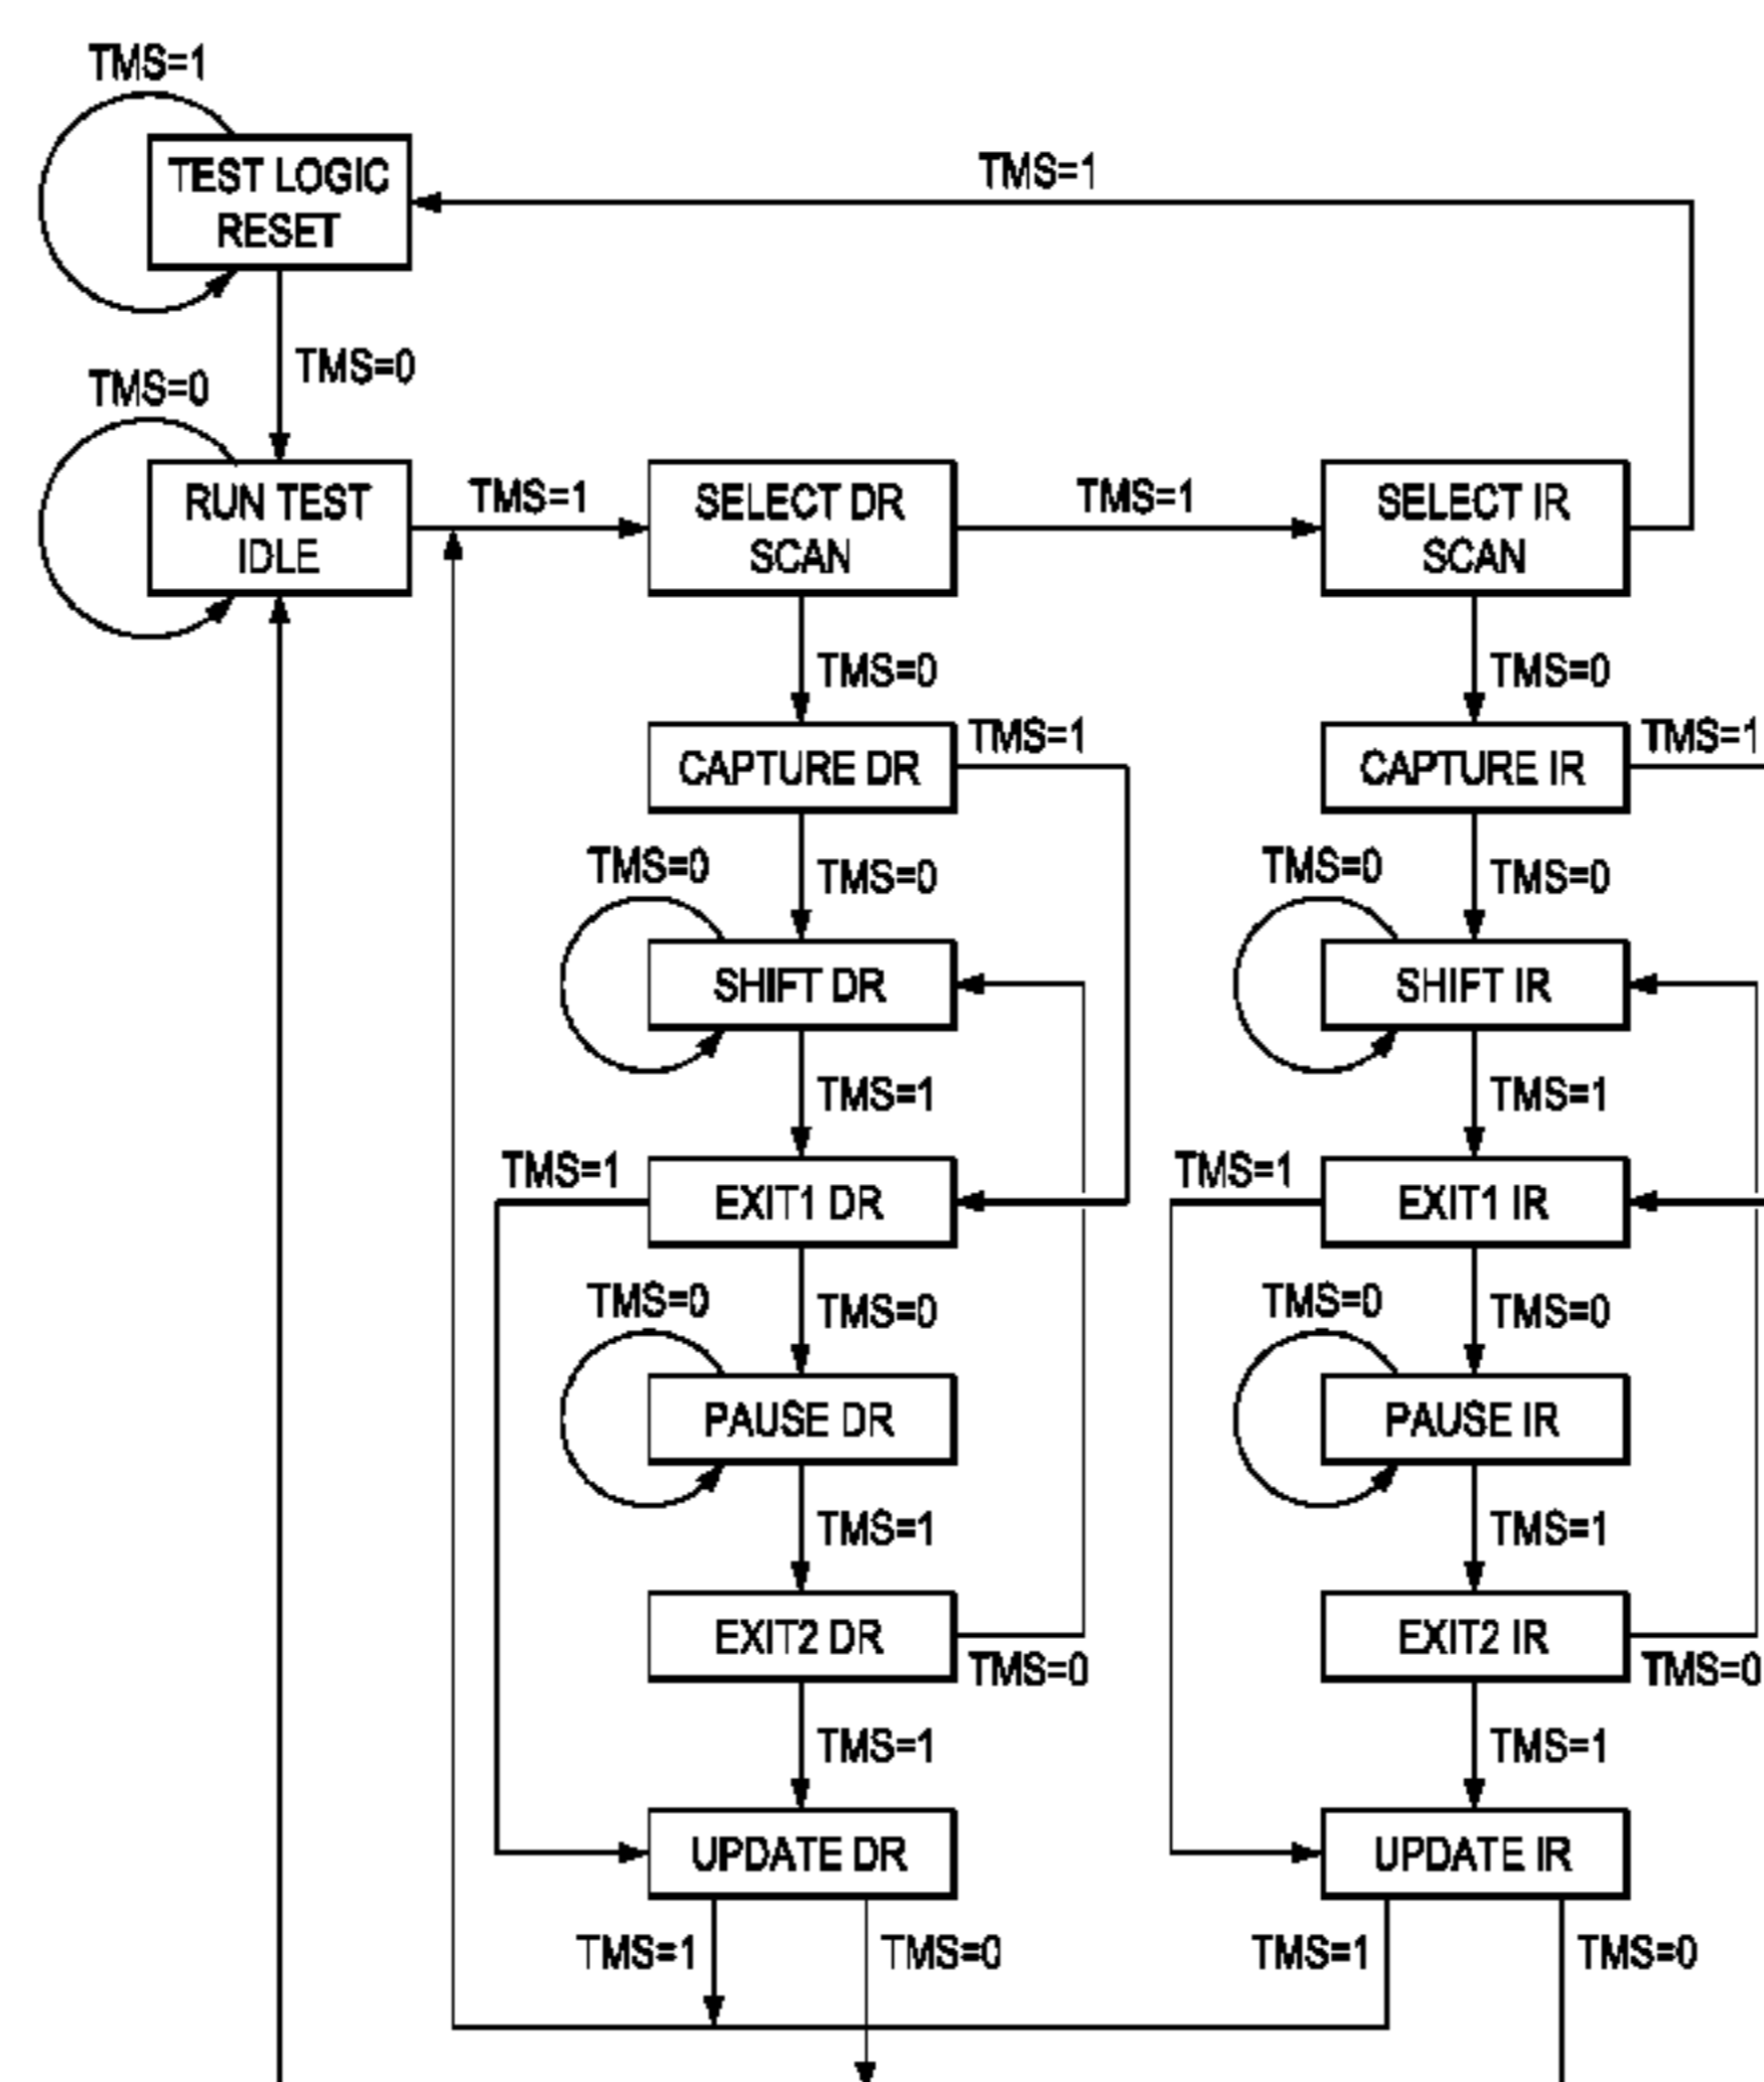 TMS=1
TEST LOGIC
RESET
TMS=1
TMS=0
TMS=0
RUN TEST
IDLE
TMS=1
SELECT DR
SCAN
TMS=1
SELECT IR
SCAN
TMS=0
TMS=0
CAPTURE DR
TMS=1
CAPTURE IR
TMS=1
TMS=0
TMS=0
TMS=0
TMS=0
SHIFT DR
SHIFT IR
TMS=1
TMS=1
TMS=1
EXIT1 DR
TMS=1
EXIT1 IR
TMS=0
TMS=0
TMS=0
TMS=0
PAUSE DR
PAUSE IR
TMS=1
TMS=1
EXIT2 DR
TMS=0
EXIT2 IR
TMS=0
TMS=1
TMS=1
UPDATE DR
UPDATE IR
TMS=1
TMS=0
TMS=1
TMS=0